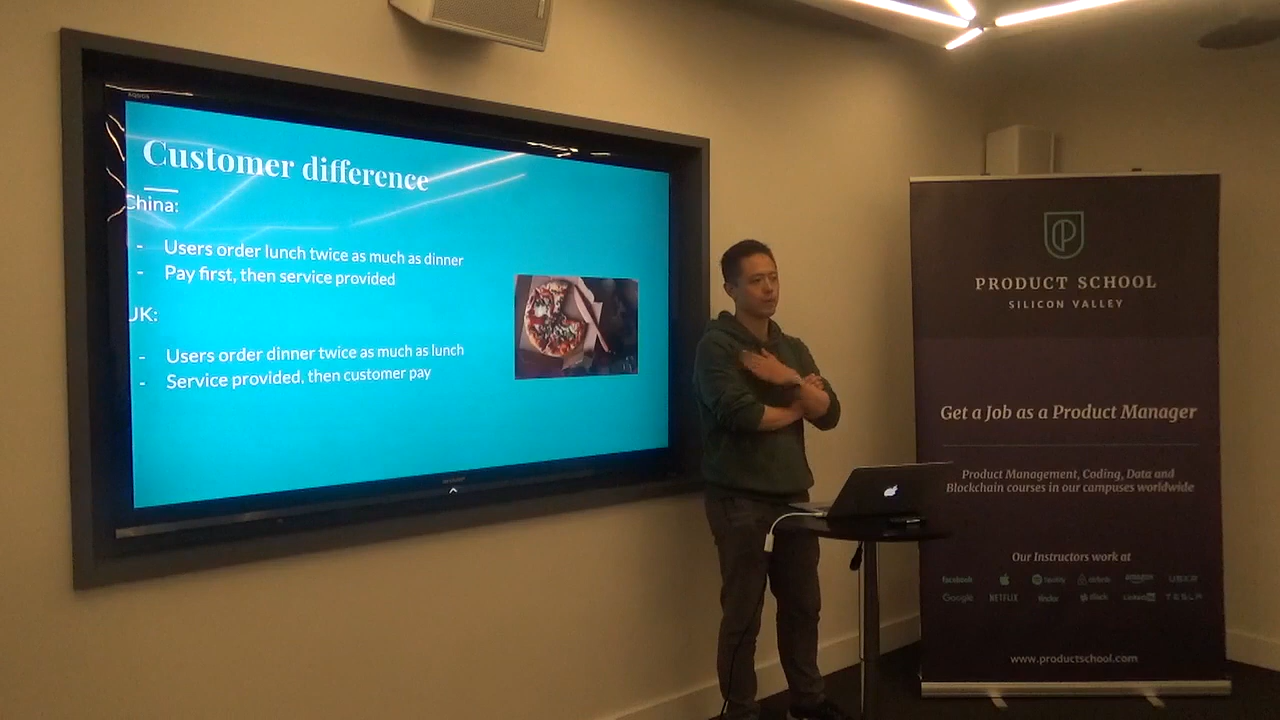 Customer difference
China:
- Users order lunch twice as much as dinner
- Pay first, then service provided
UK:
- Users order dinner twice as much as lunch
- Service provided, then customer pay
PRODUCT SCHOOL
SILICON VALLEY
Get a Job as a Product Manager
Product Management, Coding, Data and
Blockchain courses in our campuses worldwide
Our Instructors work at
facebook Spotify airbnb amazon UBER
Google NETFLIX tinder slack LinkedIn TESLA
www.productschool.com